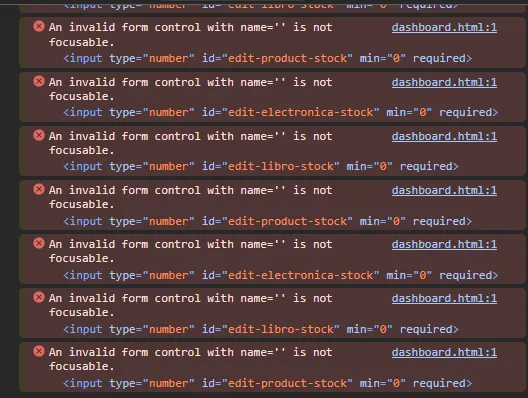 <input type="number" id="edit-libro-stock" min="0" required>
An invalid form control with name='' is not dashboard.html:1
focusable.
<input type="number" id="edit-product-stock" min="0" required>
An invalid form control with name='' is not dashboard.html:1
focusable.
<input type="number" id="edit-electronica-stock" min="0" required>
An invalid form control with name='' is not dashboard.html:1
focusable.
<input type="number" id="edit-libro-stock" min="0" required>
An invalid form control with name='' is not dashboard.html:1
focusable.
<input type="number" id="edit-product-stock" min="0" required>
An invalid form control with name='' is not dashboard.html:1
focusable.
<input type="number" id="edit-electronica-stock" min="0" required>
An invalid form control with name='' is not dashboard.html:1
focusable.
<input type="number" id="edit-libro-stock" min="0" required>
An invalid form control with name='' is not dashboard.html:1
focusable.
<input type="number" id="edit-product-stock" min="0" required>